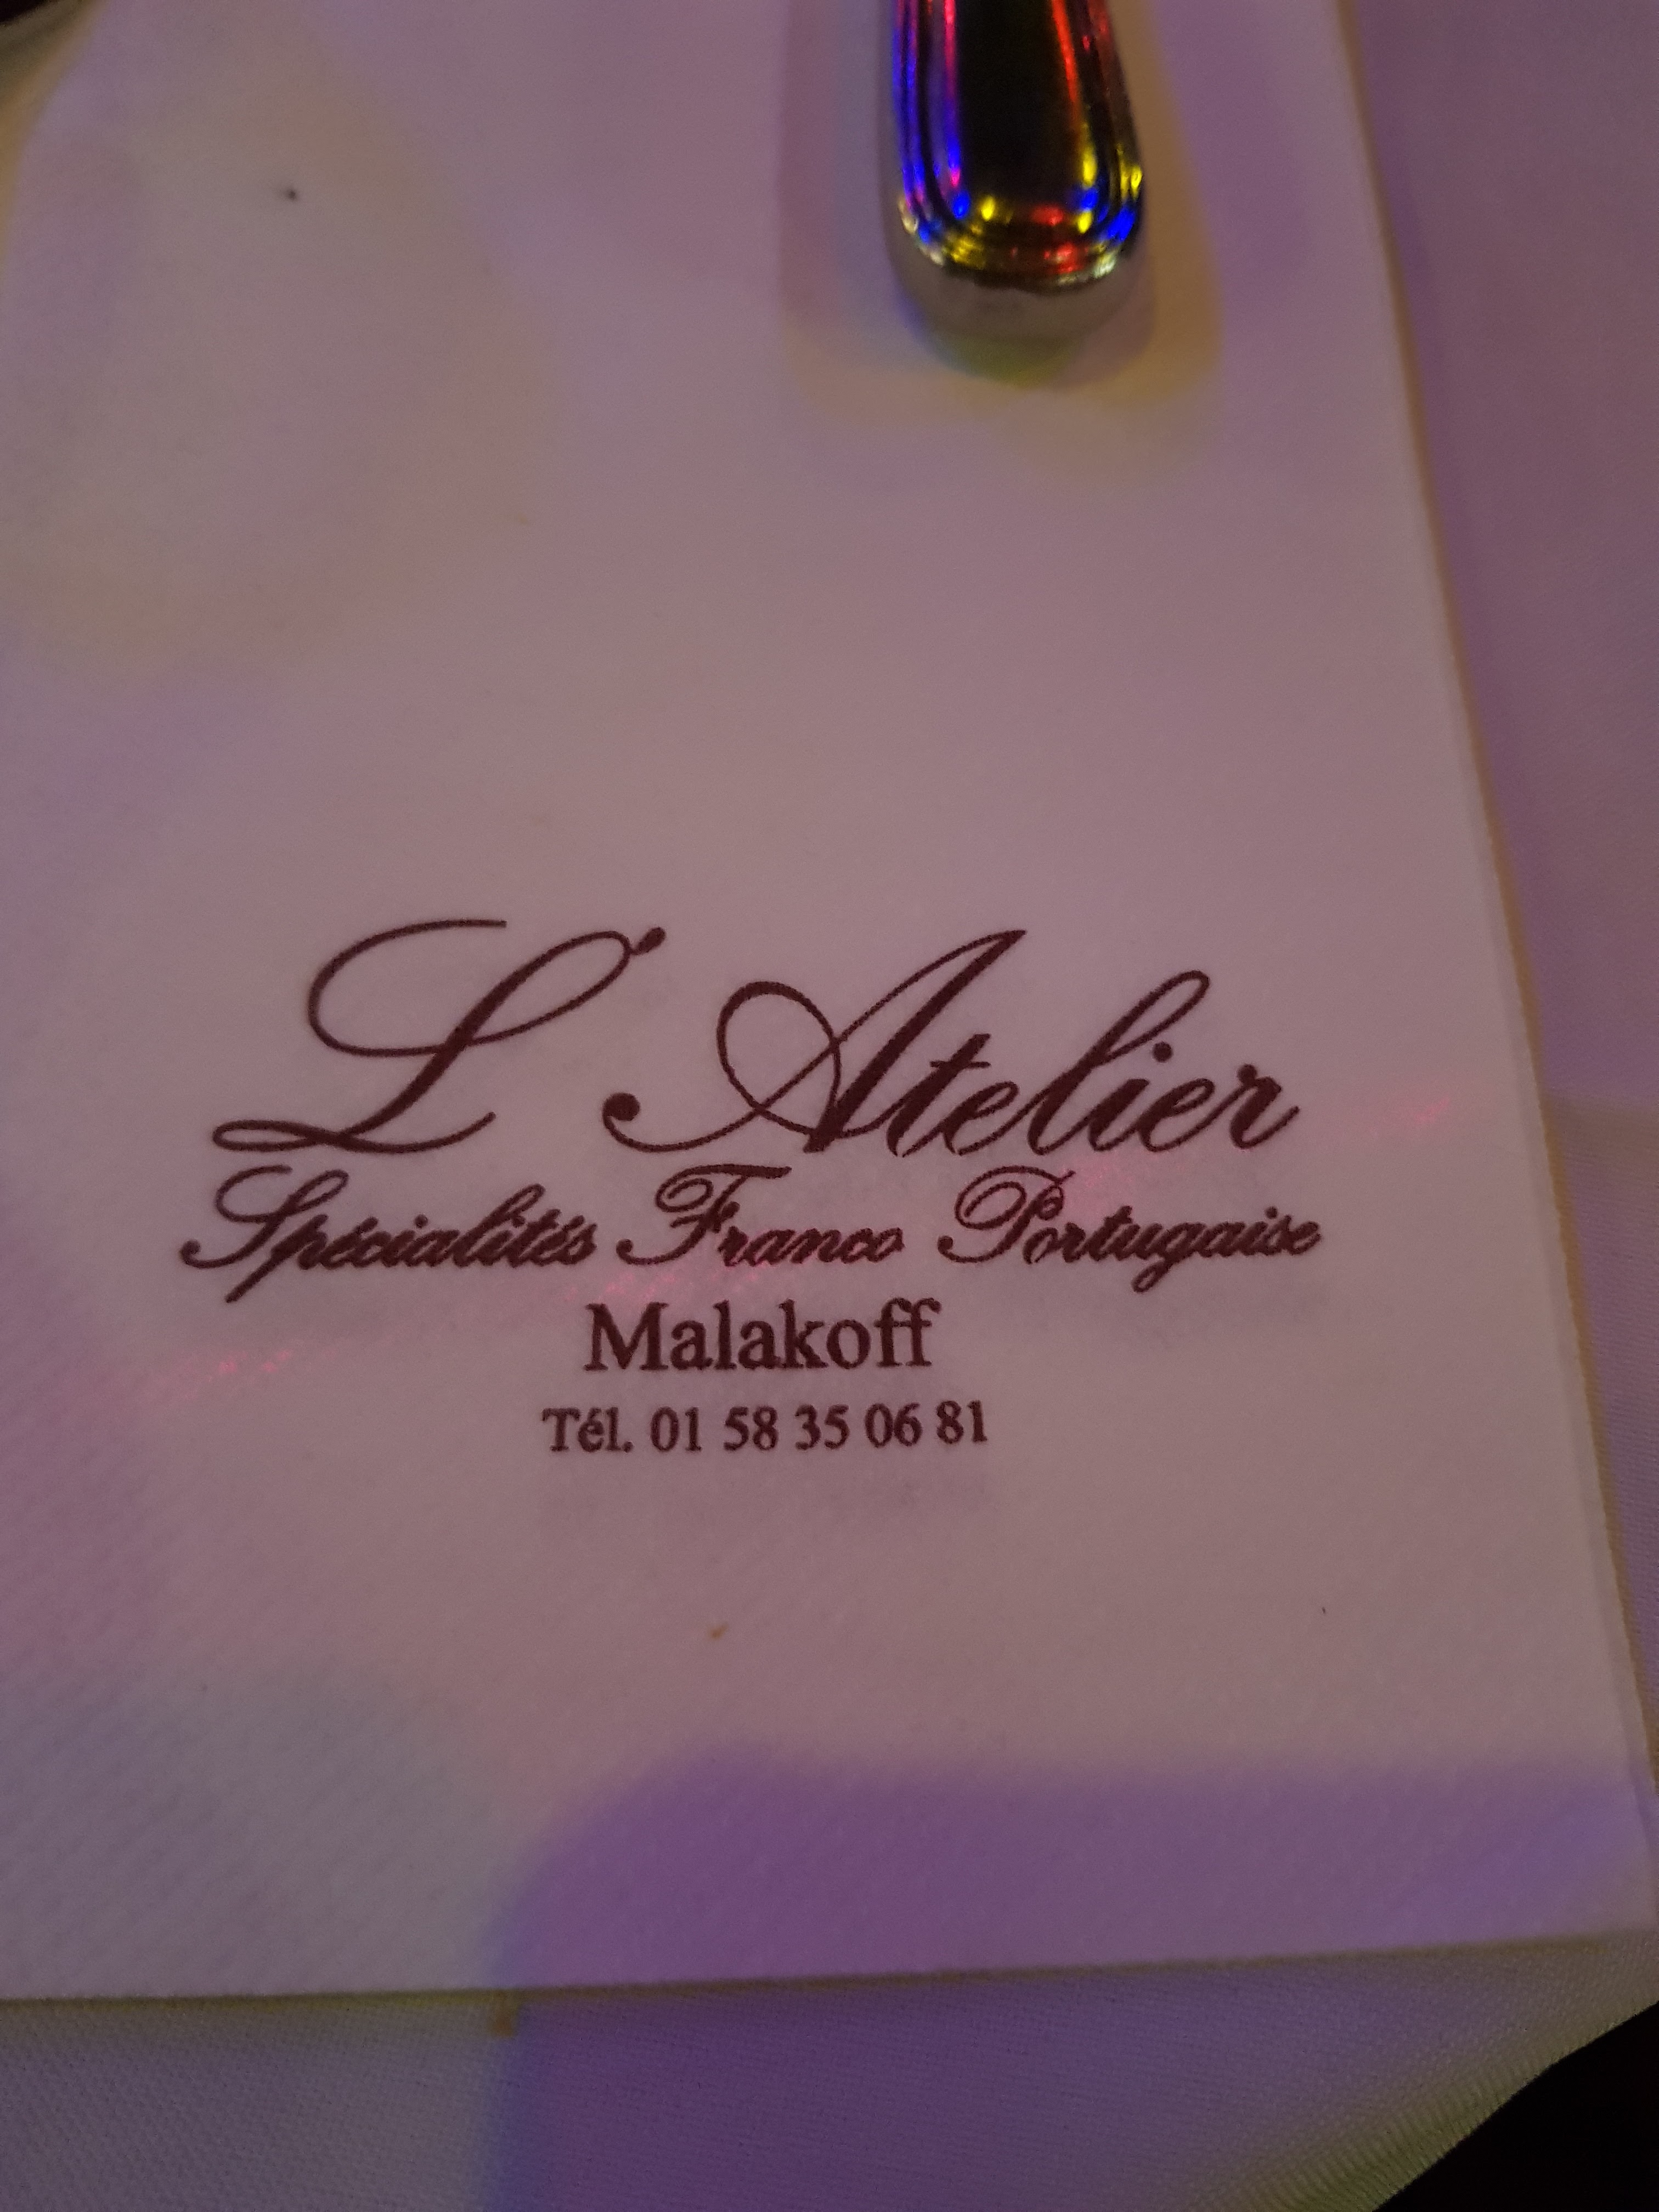 L'Atelier
Spécialités Franco Portugaise
Malakoff
Tél. 01 58 35 06 81